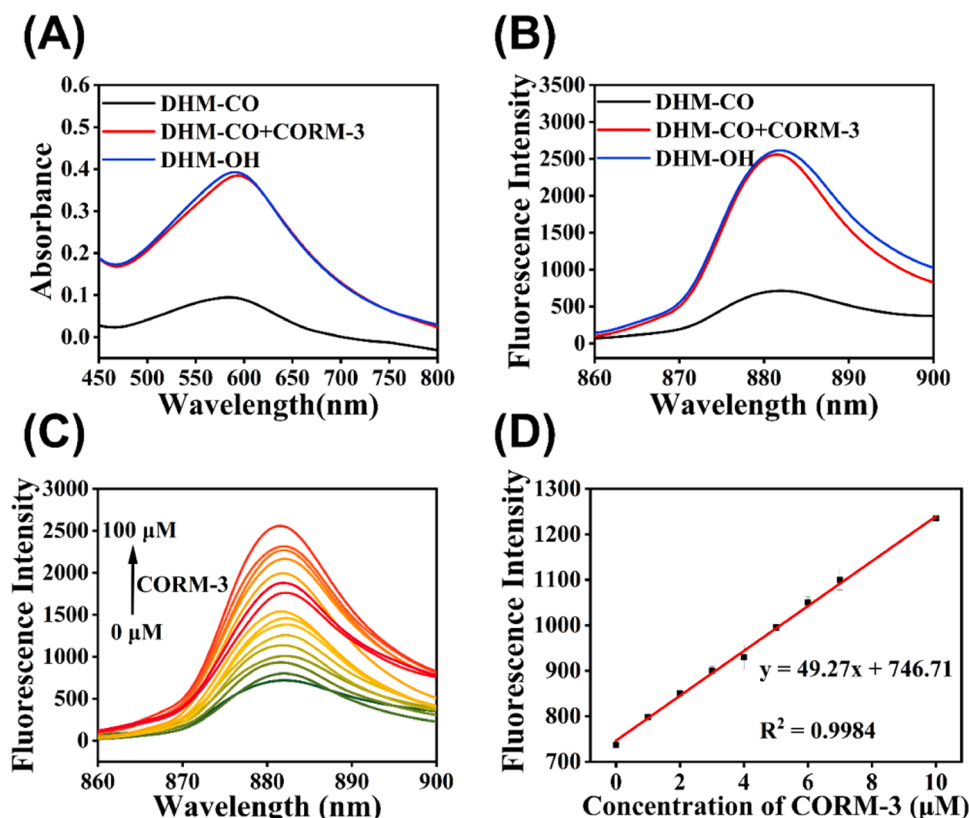 (A)
0.6
0.5
0.4
0.3
0.2
0.1
0.0
Absorbance
DHM-CO
DHM-CO+CORM-3
DHM-OH
450 500 550 600 650 700 750 800
Wavelength(nm)
(B)
3500
3000
2500
2000
1500
1000
500
0
Fluorescence Intensity
DHM-CO
DHM-CO+CORM-3
DHM-OH
860 870 880 890 900
Wavelength (nm)
(C)
3000
2500
2000
1500
1000
500
0
Fluorescence Intensity
100 μM
CORM-3
0 μM
860 870 880 890 900
Wavelength (nm)
(D)
1300
1200
1100
1000
900
800
700
Fluorescence Intensity
y = 49.27x + 746.71
R² = 0.9984
0 2 4 6 8 10
Concentration of CORM-3 (μM)